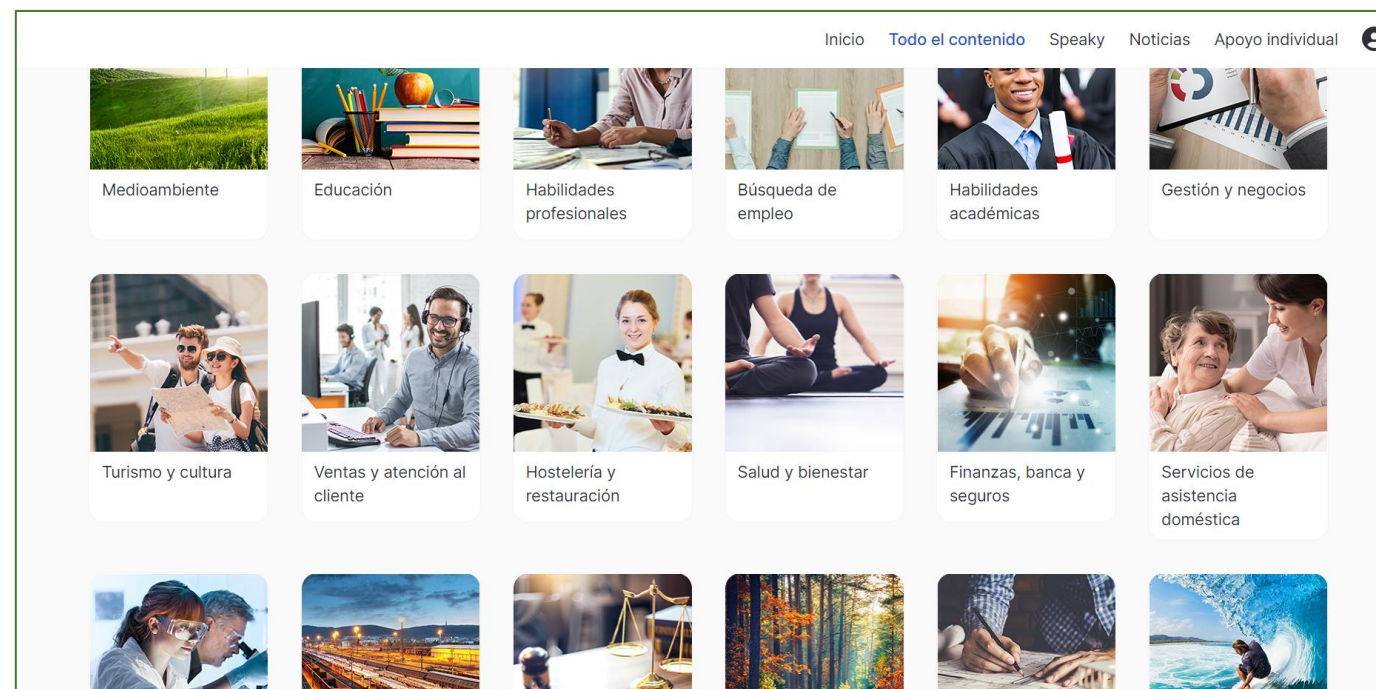 Inicio Todo el contenido Speaky Noticias Apoyo individual
Medioambiente
Educación
Habilidades
profesionales
Búsqueda de
empleo
Habilidades
académicas
Gestión y negocios
Turismo y cultura
Ventas y atención al
cliente
Hostelería y
restauración
Salud y bienestar
Finanzas, banca y
seguros
Servicios de
asistencia
doméstica